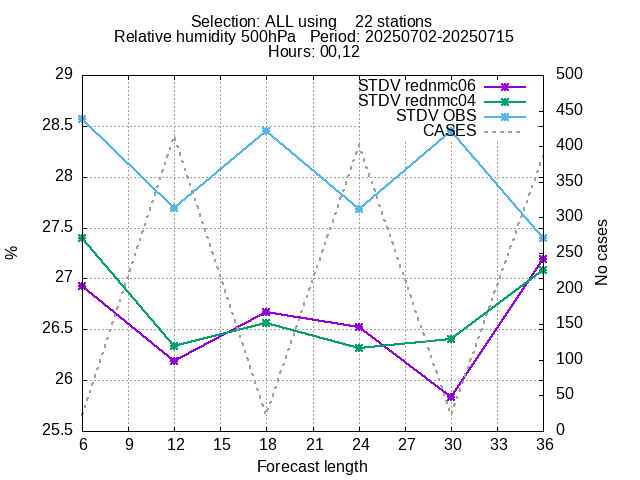 Selection: ALL using    22 stations
Relative humidity 500hPa   Period: 20250702-20250715
Hours: 00,12
STDV rednmc06
STDV rednmc04
STDV OBS
CASES
29
28.5
28
27.5
27
26.5
26
25.5
%
500
450
400
350
300
250
200
150
100
50
0
No cases
6 9 12 15 18 21 24 27 30 33 36
Forecast length